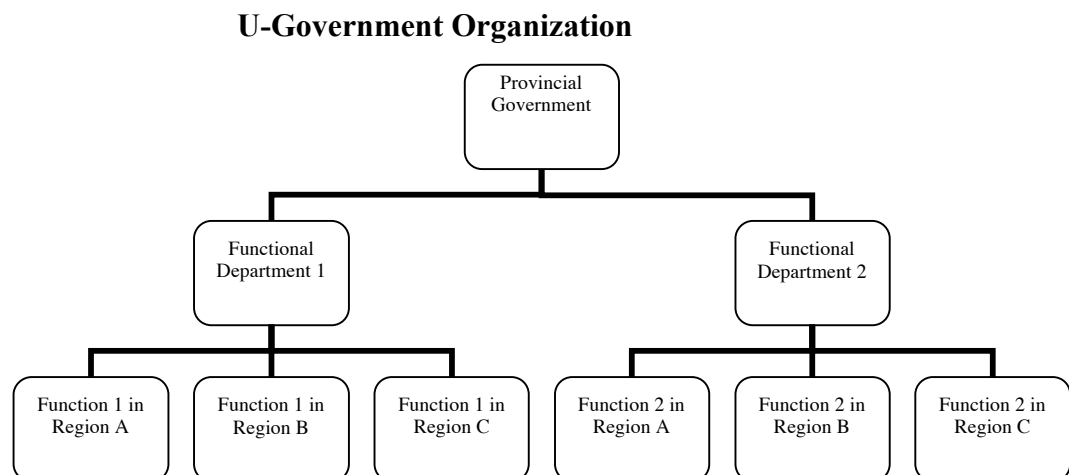 U-Government Organization
Provincial
Government
Functional
Department 1
Functional
Department 2
Function 1 in
Region A
Function 1 in
Region B
Function 1 in
Region C
Function 2 in
Region A
Function 2 in
Region B
Function 2 in
Region C